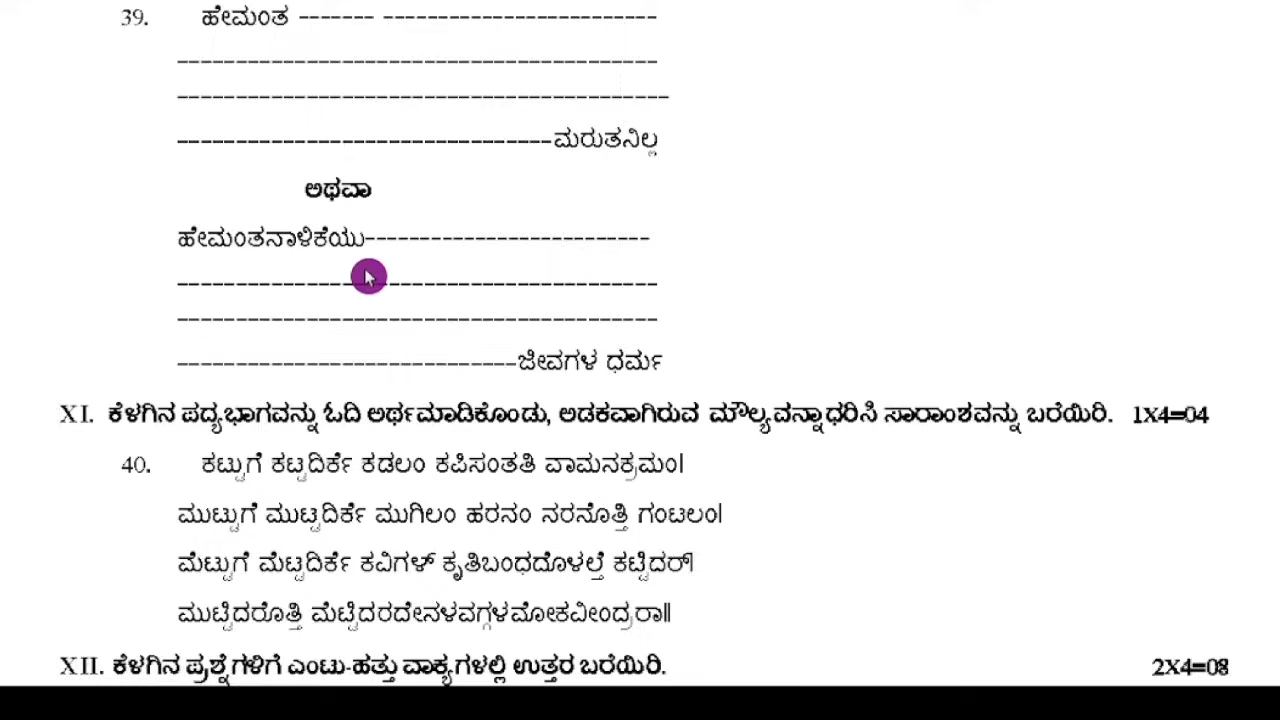 39. ಹೇಮಂತ ------- --------------------------
----------------------------------------------
-----------------------------------------------
------------------------------------ಮರುತನಿಲ್ಲ
ಅಥವಾ
ಹೇಮಂತನಾಳಿಕೆಯು---------------------------
----------------------------------------------
----------------------------------------------
---------------------------------ಜೀವಗಳ ಧರ್ಮ
XI. ಕೆಳಗಿನ ಪದ್ಯಭಾಗವನ್ನು ಓದಿ ಅರ್ಥಮಾಡಿಕೊಂಡು, ಅಡಕವಾಗಿರುವ ಮೌಲ್ಯವನ್ನಾಧರಿಸಿ ಸಾರಾಂಶವನ್ನು ಬರೆಯಿರಿ. 1X4=04
40. ಕಟ್ಟುಗೆ ಕಟ್ಟದಿರ್ಕೆ ಕಡಲಂ ಕಪಿಸಂತತಿ ವಾಮನಕ್ರಮಂ|
ಮುಟ್ಟುಗೆ ಮುಟ್ಟದಿರ್ಕೆ ಮುಗಿಲಂ ಹರನಂ ನರನೊತ್ತಿ ಗಂಟಲಂ|
ಮೆಟ್ಟುಗೆ ಮೆಟ್ಟದಿರ್ಕೆ ಕವಿಗಳ್ ಕೃತಿಬಂಧದೊಳಲ್ತೆ ಕಟ್ಟಿದರ್|
ಮುಟ್ಟಿದರೊತ್ತಿ ಮೆಟ್ಟಿದರದೇನಳವಗ್ಗಳಮೋಕವೀಂದ್ರರಾ||
XII. ಕೆಳಗಿನ ಪ್ರಶ್ನೆಗಳಿಗೆ ಎಂಟು-ಹತ್ತು ವಾಕ್ಯಗಳಲ್ಲಿ ಉತ್ತರ ಬರೆಯಿರಿ. 2X4=08